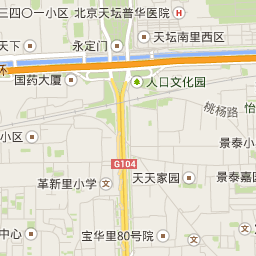 三四〇一小区
北京天坛普华医院
H
天下
永定门
天坛南里西区
环
国药大厦
人口文化园
桃杨路
怡
小区
景泰小
G104
革新里小学
文
天天家园
景泰嘉园
中心
宝华里80号院